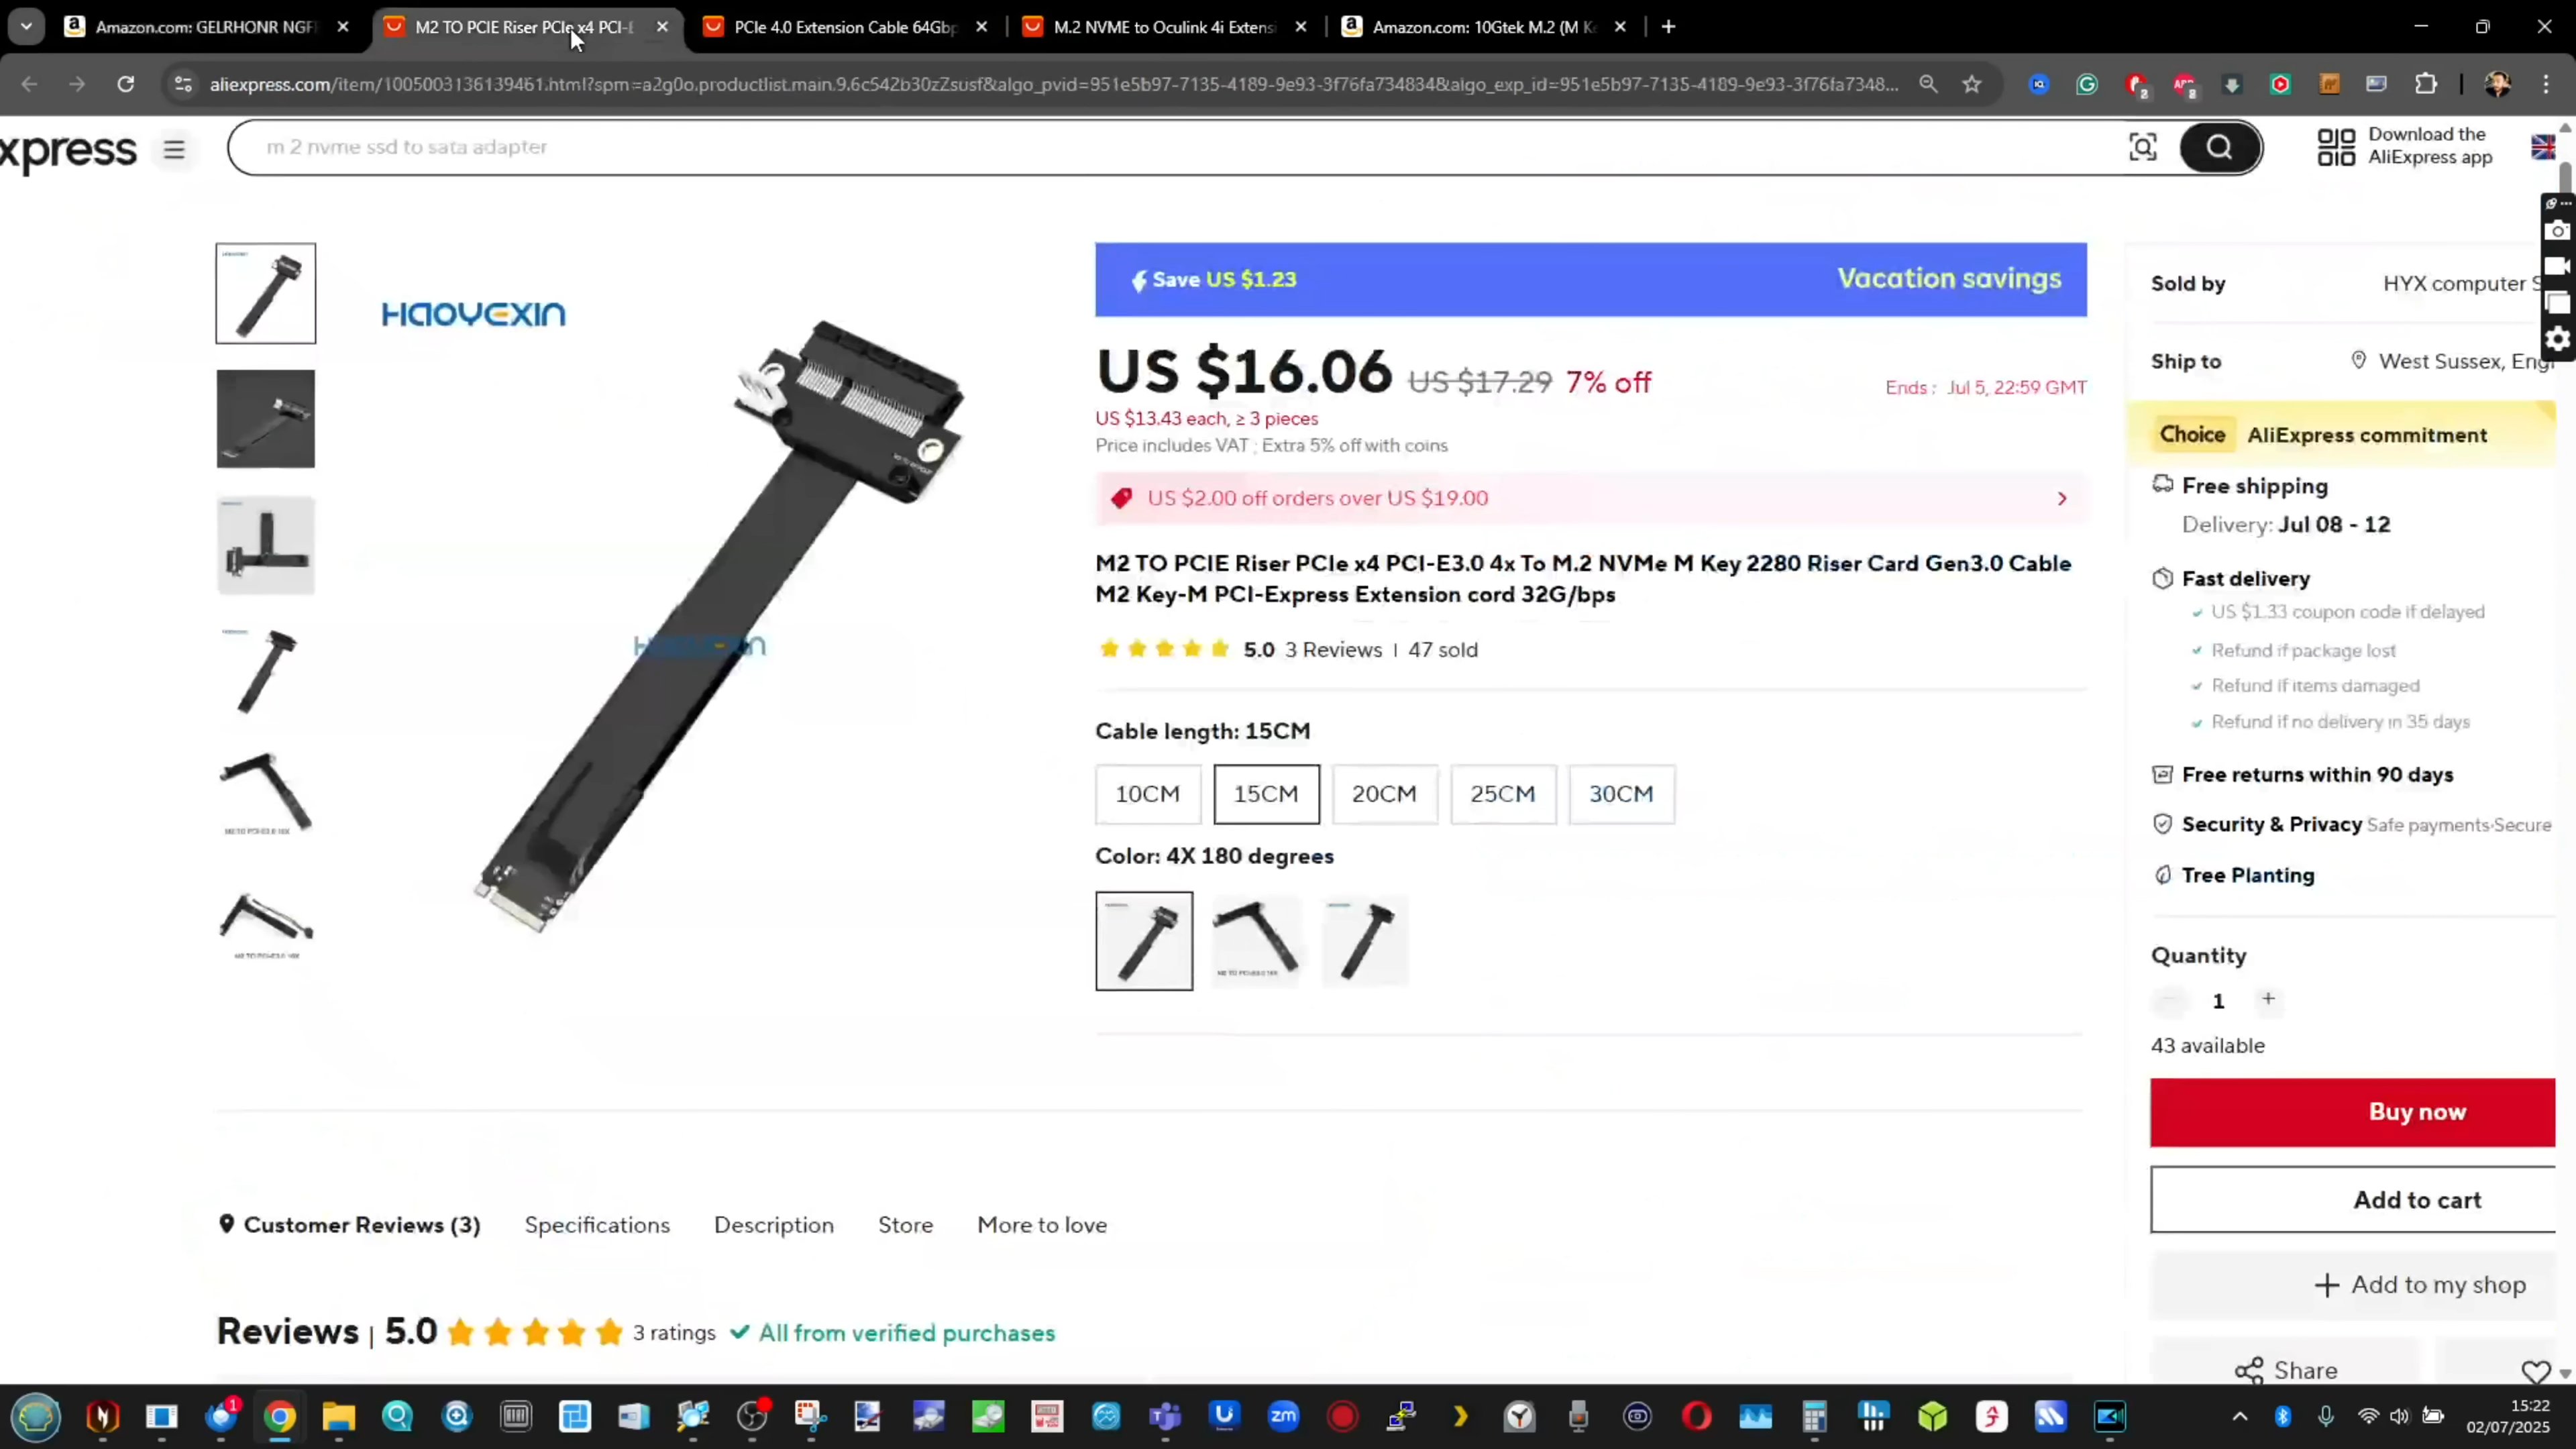 Amazon.com: GELRHONR NGF
M2 TO PCIE Riser PCIe x4 PCI-E
PCIe 4.0 Extension Cable 64Gbp
M.2 NVME to Oculink 4i Extensi
Amazon.com: 10Gtek M.2 (M Ke
aliexpress.com/item/1005003136139461.html?spm=a2g0o.productlist.main.9.6c542b30zZsusf&algo_pvid=951e5b97-7135-4189-9e93-3f76fa734834&algo_exp_id=951e5b97-7135-4189-9e93-3f76fa7348...
xpress
m 2 nvme ssd to sata adapter
Download the
AliExpress app
HAOYEXIN
Save US $1.23
Vacation savings
US $16.06 US $17.29 7% off
Ends : Jul 5, 22:59 GMT
US $13.43 each, ≥ 3 pieces
Price includes VAT ; Extra 5% off with coins
US $2.00 off orders over US $19.00
M2 TO PCIE Riser PCIe x4 PCI-E3.0 4x To M.2 NVMe M Key 2280 Riser Card Gen3.0 Cable
M2 Key-M PCI-Express Extension cord 32G/bps
5.0 3 Reviews | 47 sold
Cable length: 15CM
10CM 15CM 20CM 25CM 30CM
Color: 4X 180 degrees
Sold by HYX computer S
Ship to West Sussex, Engl
Choice AliExpress commitment
Free shipping
Delivery: Jul 08 - 12
Fast delivery
US $1.33 coupon code if delayed
Refund if package lost
Refund if items damaged
Refund if no delivery in 35 days
Free returns within 90 days
Security & Privacy Safe payments·Secure
Tree Planting
Quantity
1
43 available
Buy now
Add to cart
Add to my shop
Share
Customer Reviews (3) Specifications Description Store More to love
Reviews | 5.0 3 ratings All from verified purchases
zm
15:22
02/07/2025